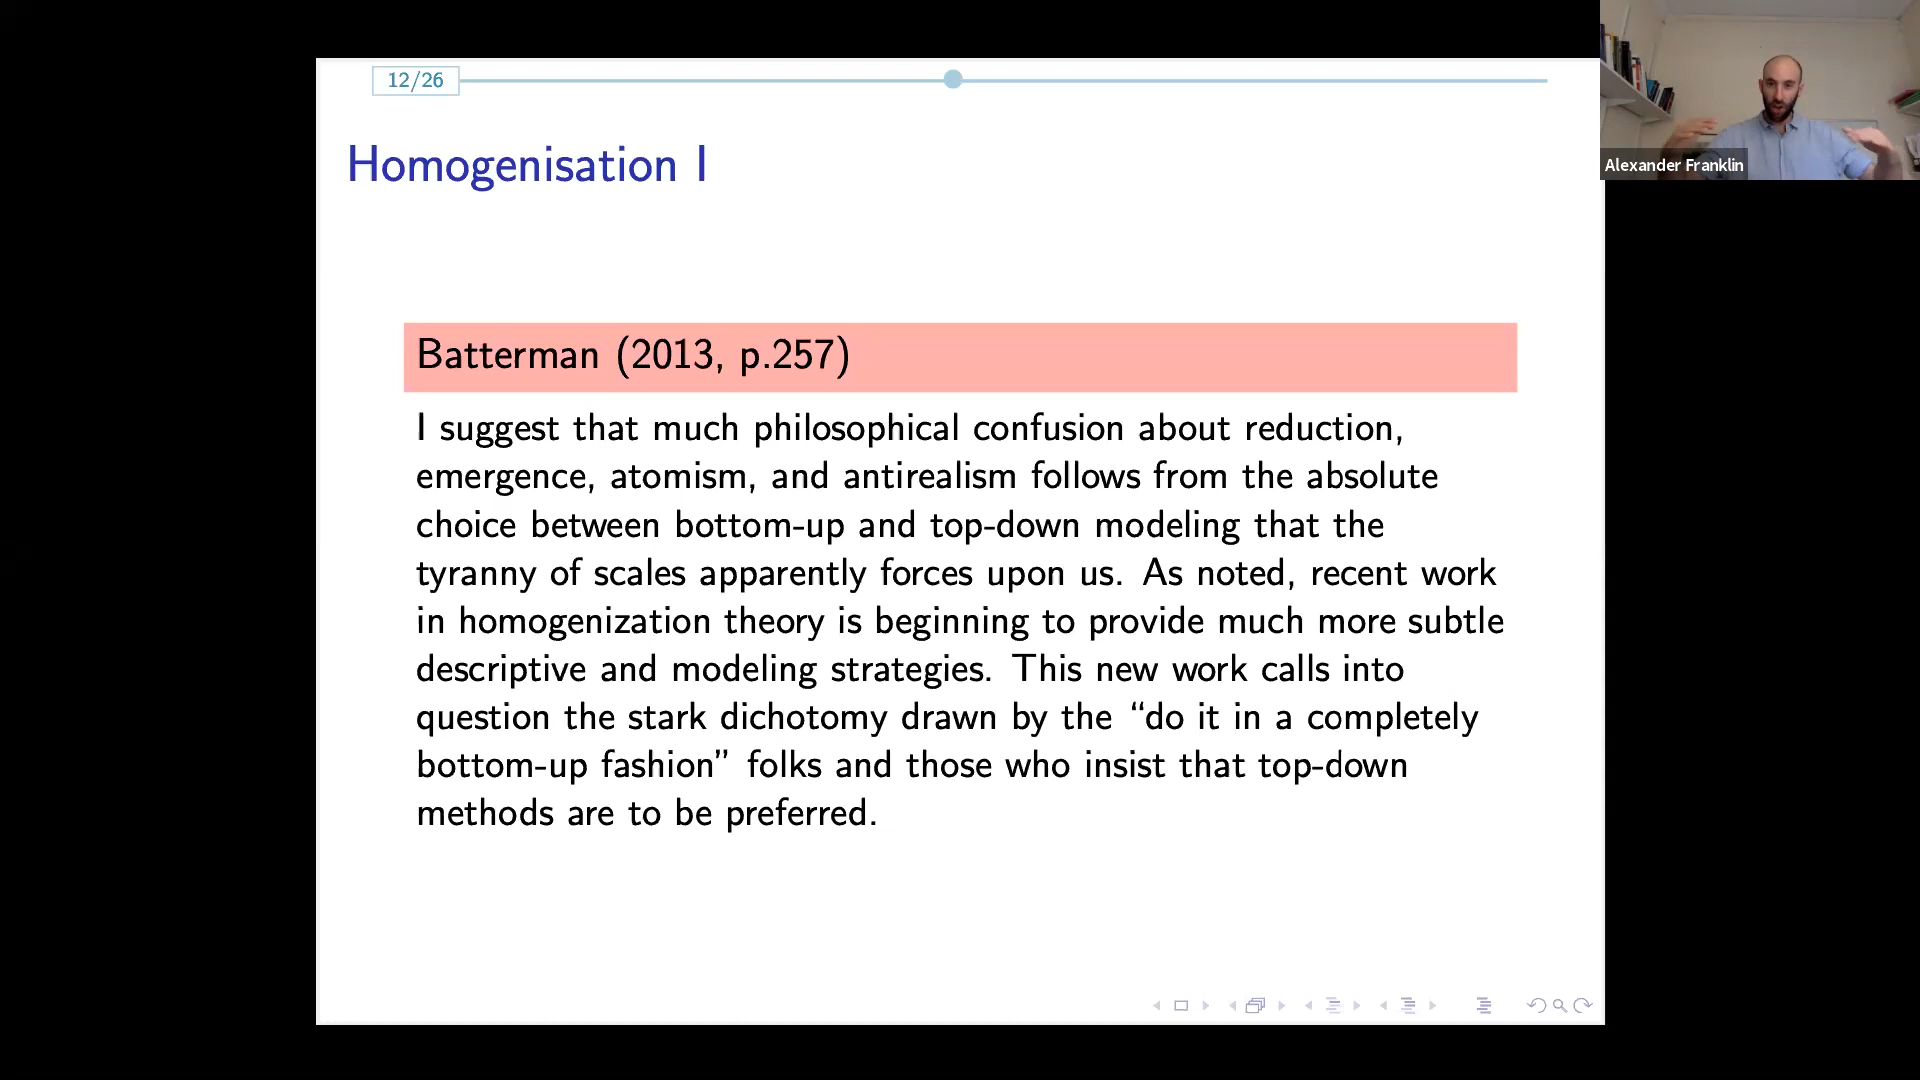 12/26
Homogenisation I
Batterman (2013, p.257)
I suggest that much philosophical confusion about reduction,
emergence, atomism, and antirealism follows from the absolute
choice between bottom-up and top-down modeling that the
tyranny of scales apparently forces upon us. As noted, recent work
in homogenization theory is beginning to provide much more subtle
descriptive and modeling strategies. This new work calls into
question the stark dichotomy drawn by the “do it in a completely
bottom-up fashion” folks and those who insist that top-down
methods are to be preferred.
Alexander Franklin